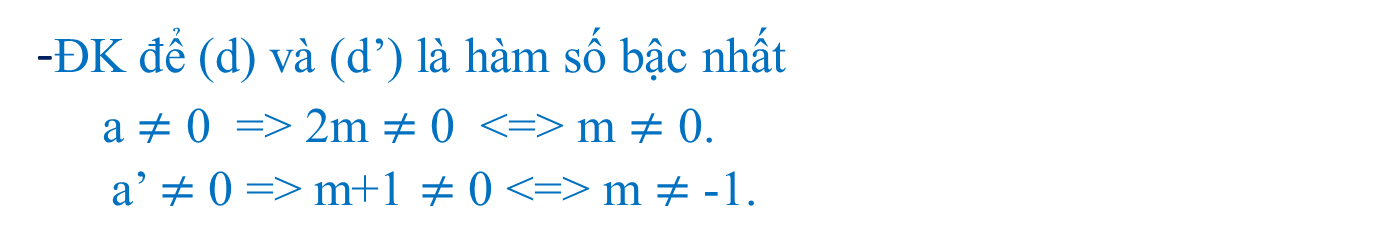 -ĐK để (d) và (d’) là hàm số bậc nhất
a ≠ 0 => 2m ≠ 0 <=> m ≠ 0.
a’ ≠ 0 => m+1 ≠ 0 <=> m ≠ -1.